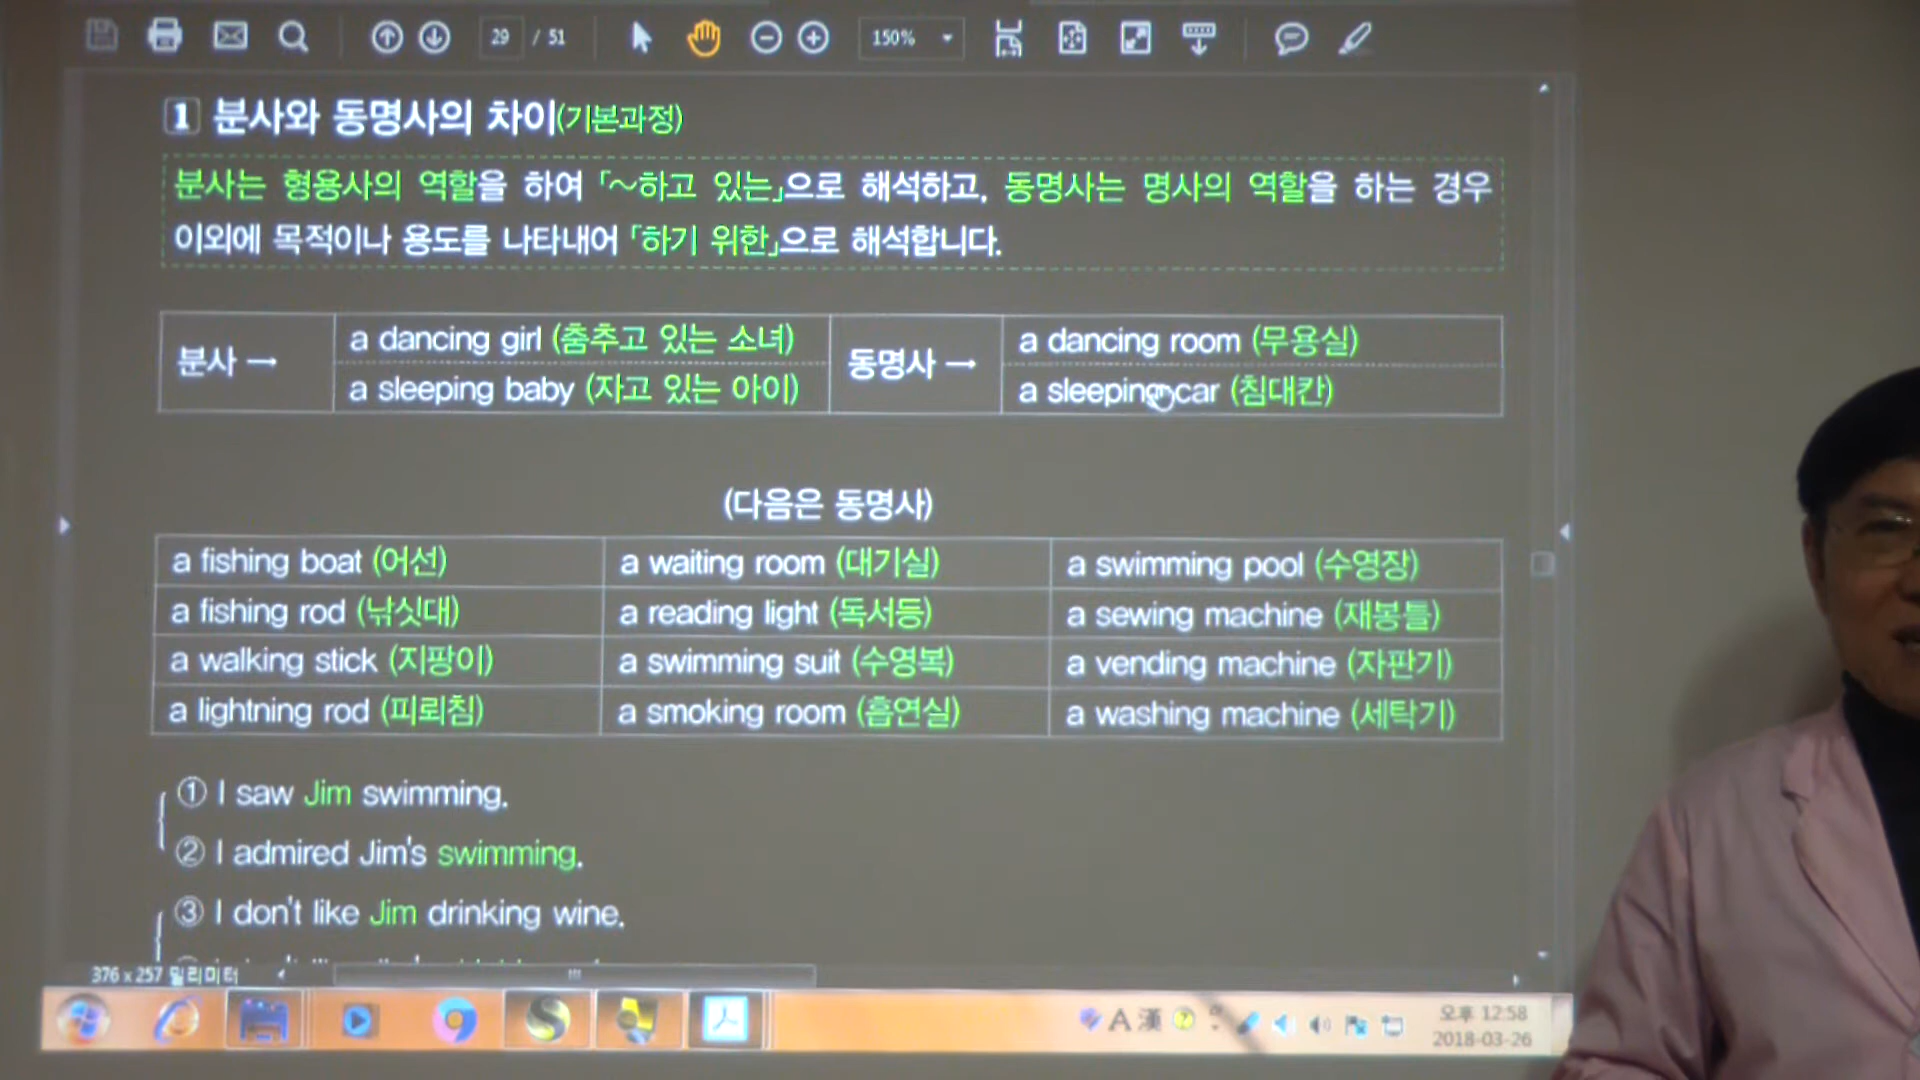 29 / 51
150%
1 분사와 동명사의 차이(기본과정)
분사는 형용사의 역할을 하여 「~하고 있는」으로 해석하고, 동명사는 명사의 역할을 하는 경우
이외에 목적이나 용도를 나타내어 「하기 위한」으로 해석합니다.
분사 →
a dancing girl (춤추고 있는 소녀)
a sleeping baby (자고 있는 아이)
동명사 →
a dancing room (무용실)
a sleeping car (침대칸)
(다음은 동명사)
a fishing boat (어선) a waiting room (대기실) a swimming pool (수영장)
a fishing rod (낚싯대) a reading light (독서등) a sewing machine (재봉틀)
a walking stick (지팡이) a swimming suit (수영복) a vending machine (자판기)
a lightning rod (피뢰침) a smoking room (흡연실) a washing machine (세탁기)
① I saw Jim swimming.
② I admired Jim's swimming.
③ I don't like Jim drinking wine.
376 x 257 밀리미터
A 漢
오후 12:58
2018-03-26